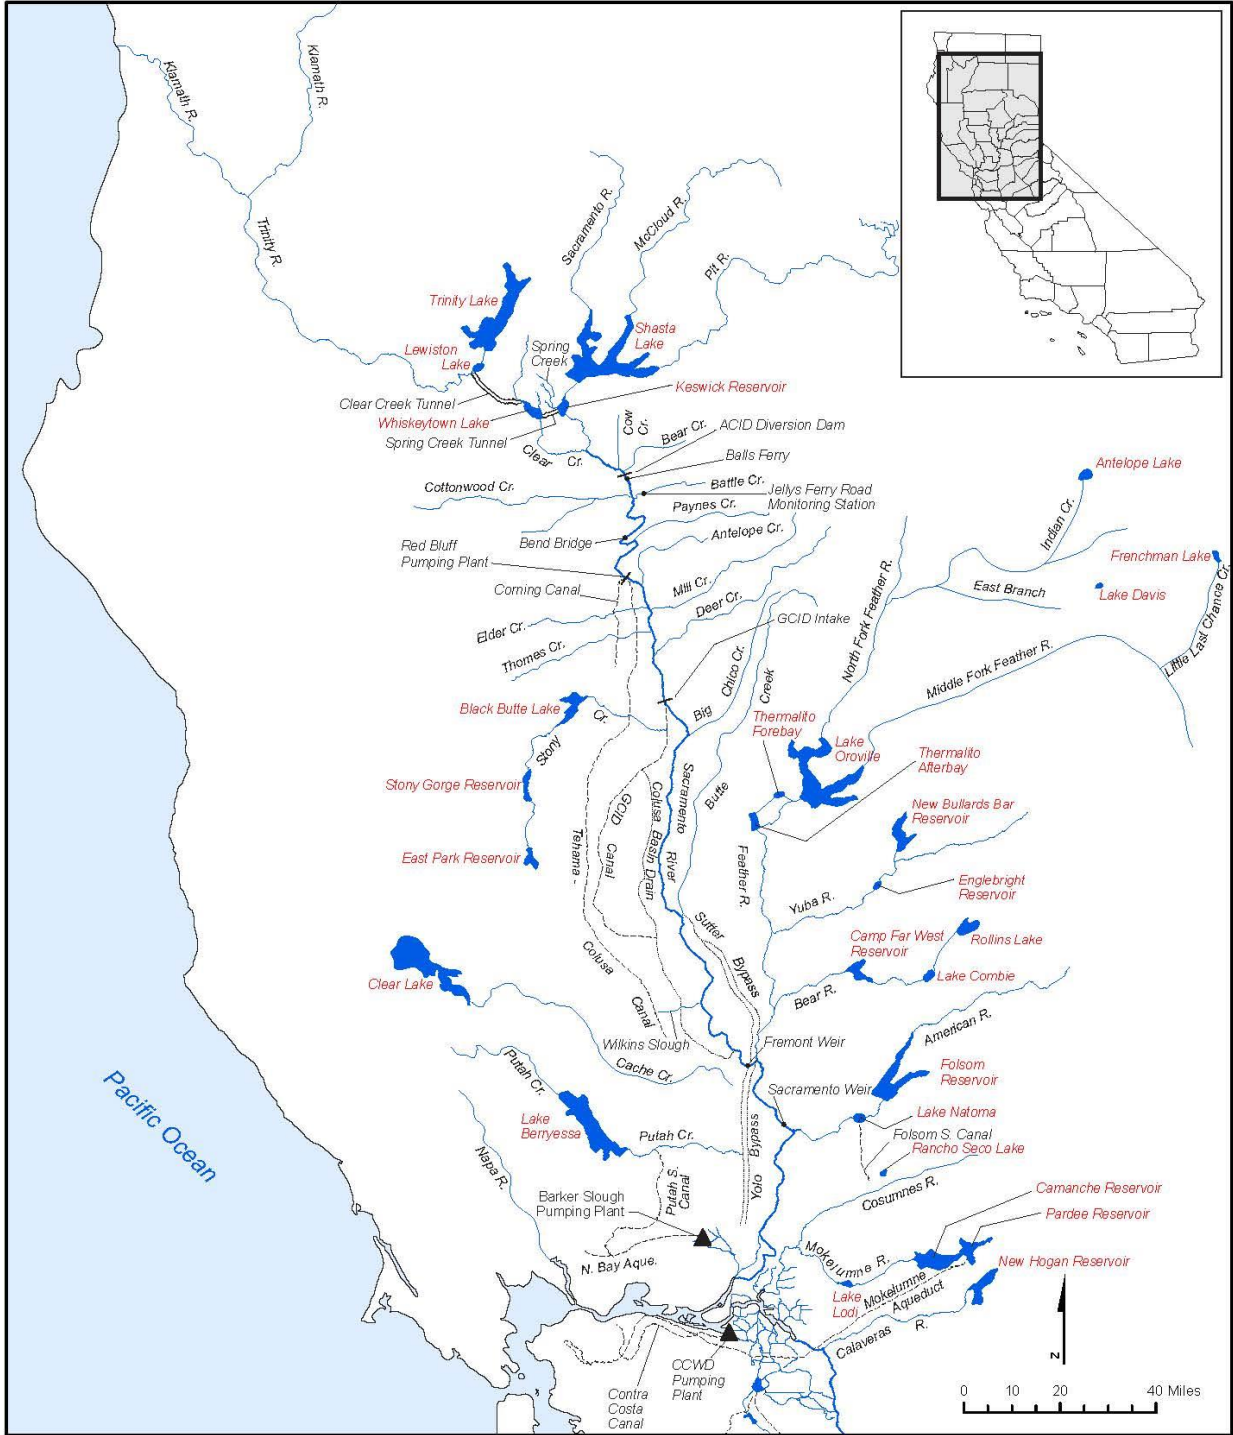 Klamath R.
Klamath R.
Trinity R.
Sacramento R.
McCloud R.
Pit R.
Trinity Lake
Lewiston
Lake
Spring
Creek
Shasta
Lake
Keswick Reservoir
Clear Creek Tunnel
Whiskeytown Lake
Spring Creek Tunnel
Clear Cr.
Cow Cr.
Bear Cr.
ACID Diversion Dam
Balls Ferry
Cottonwood Cr.
Battle Cr.
Jellys Ferry Road
Monitoring Station
Paynes Cr.
Antelope Cr.
Bend Bridge
Red Bluff
Pumping Plant
Corning Canal
Mill Cr.
Deer Cr.
Elder Cr.
Thomes Cr.
GCID Intake
Antelope Lake
Indian Cr.
Frenchman Lake
East Branch
Lake Davis
Little Last Chance Cr.
North Fork Feather R.
Middle Fork Feather R.
Black Butte Lake
Stony Cr.
Big Chico Cr.
Butte Creek
Thermalito
Forebay
Lake
Oroville
Thermalito
Afterbay
Stony Gorge Reservoir
East Park Reservoir
New Bullards Bar
Reservoir
Tehama - Colusa Canal
GCID Canal
Colusa Basin Drain
Sacramento River
Feather R.
Yuba R.
Englebright
Reservoir
Sutter Bypass
Camp Far West
Reservoir
Rollins Lake
Lake Combie
Bear R.
Clear Lake
Wilkins Slough
Fremont Weir
American R.
Cache Cr.
Folsom
Reservoir
Putah Cr.
Sacramento Weir
Lake Natoma
Lake
Berryessa
Putah Cr.
Folsom S. Canal
Rancho Seco Lake
Yolo Bypass
Napa R.
Putah S.
Canal
Barker Slough
Pumping Plant
Cosumnes R.
Camanche Reservoir
Pardee Reservoir
Mokelumne R.
New Hogan Reservoir
N. Bay Aque.
Lake
Lodi
Mokelumne
Aqueduct
Calaveras R.
CCWD
Pumping
Plant
Contra
Costa
Canal
Pacific Ocean
N
0 10 20 40 Miles